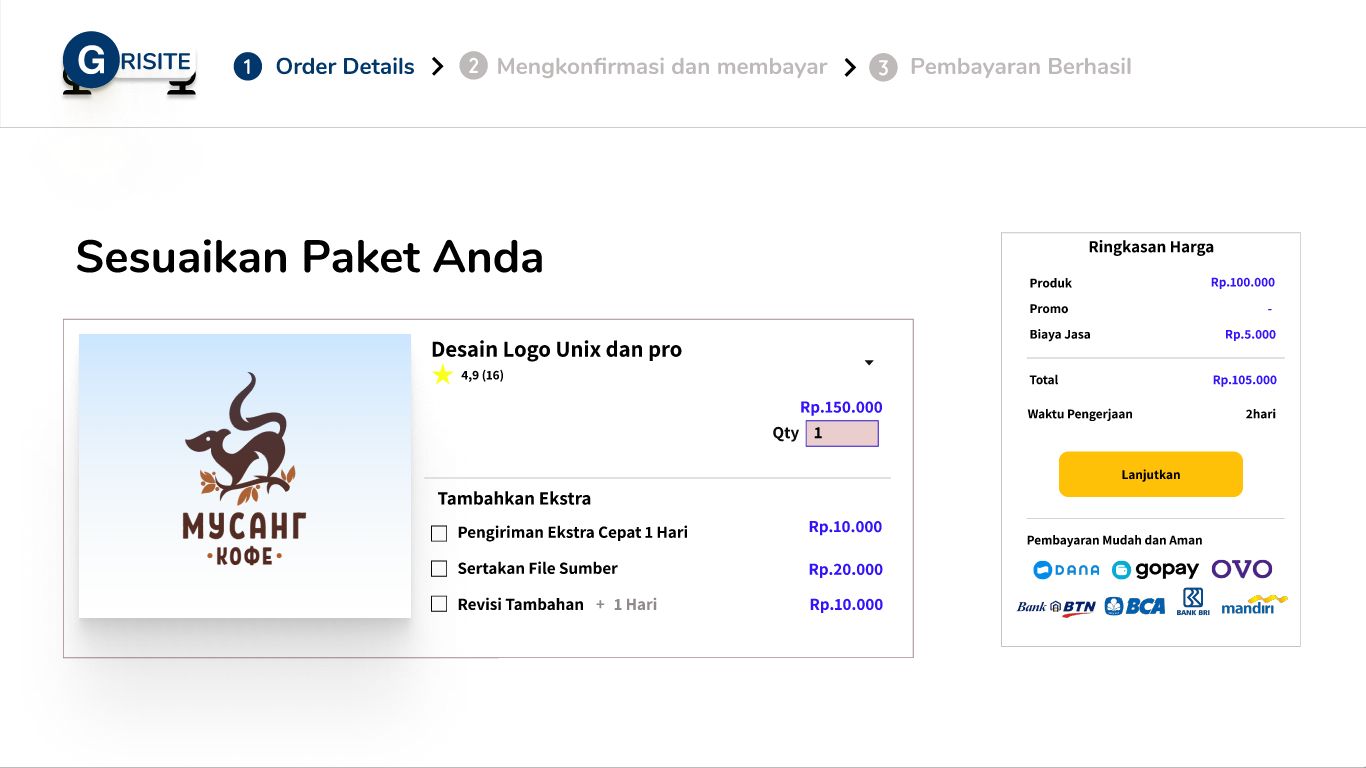 GRISITE
1 Order Details 2 Mengkonfirmasi dan membayar 3 Pembayaran Berhasil
Sesuaikan Paket Anda
МУСАНГ
·КОФЕ·
Desain Logo Unix dan pro
4,9 (16)
Rp.150.000
Qty 1
Tambahkan Ekstra
Pengiriman Ekstra Cepat 1 Hari Rp.10.000
Sertakan File Sumber Rp.20.000
Revisi Tambahan + 1 Hari Rp.10.000
Ringkasan Harga
Produk Rp.100.000
Promo -
Biaya Jasa Rp.5.000
Total Rp.105.000
Waktu Pengerjaan 2hari
Lanjutkan
Pembayaran Mudah dan Aman
DANA gopay OVO
Bank BTN BCA BANK BRI mandiri